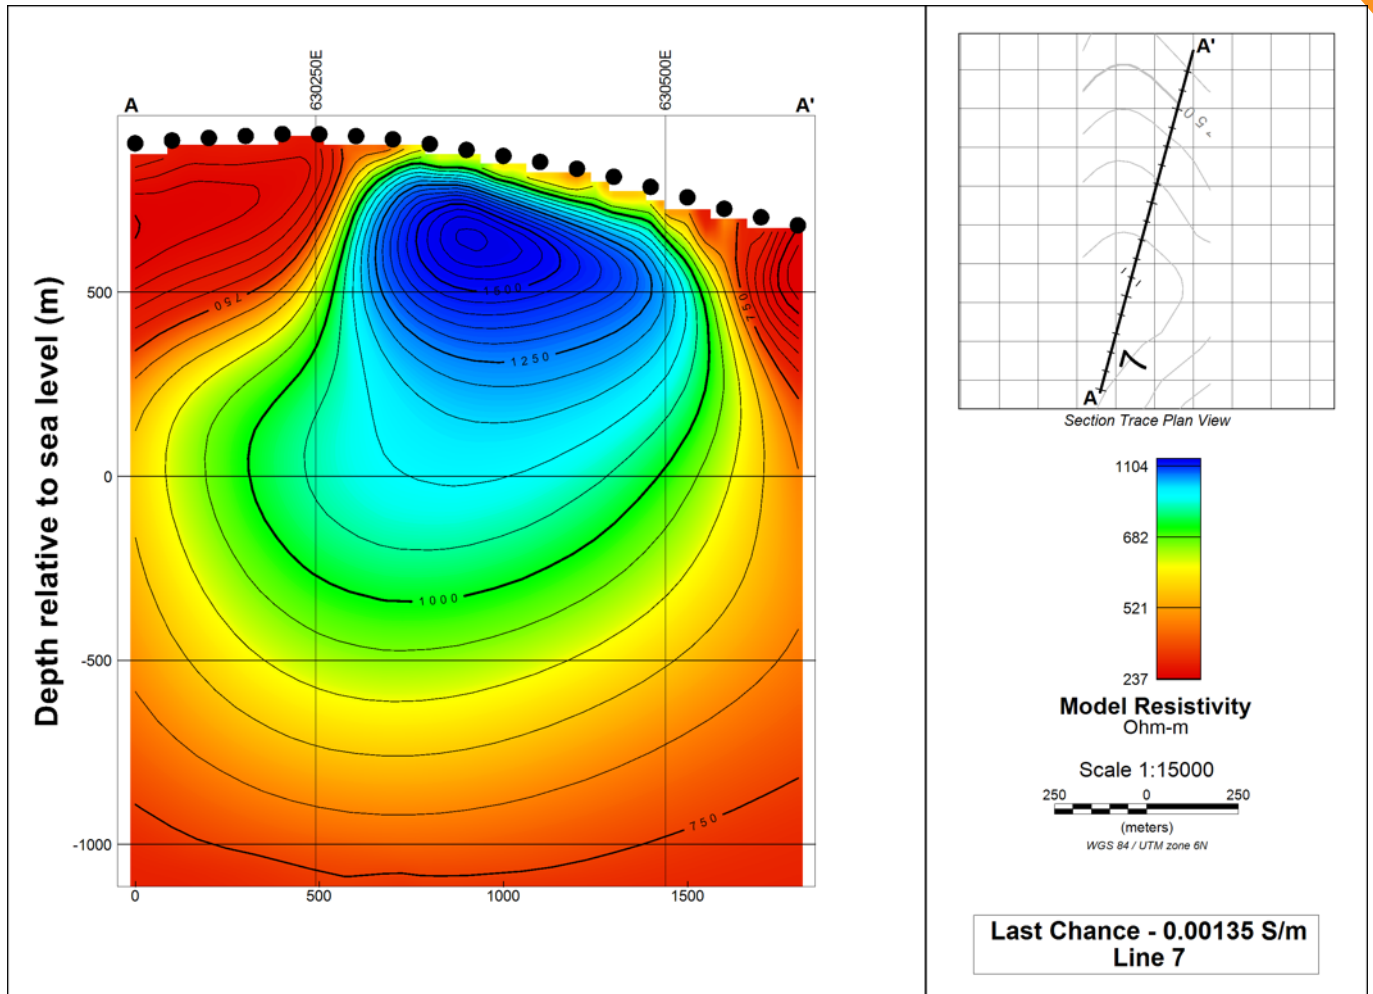 630250E
630500E
A
A'
Depth relative to sea level (m)
500
0
-500
-1000
0
500
1000
1500
750
1500
1250
750
1000
750
A'
A
Section Trace Plan View
1104
682
521
237
Model Resistivity
Ohm-m
Scale 1:15000
250
0
250
(meters)
WGS 84 / UTM zone 6N
Last Chance - 0.00135 S/m
Line 7